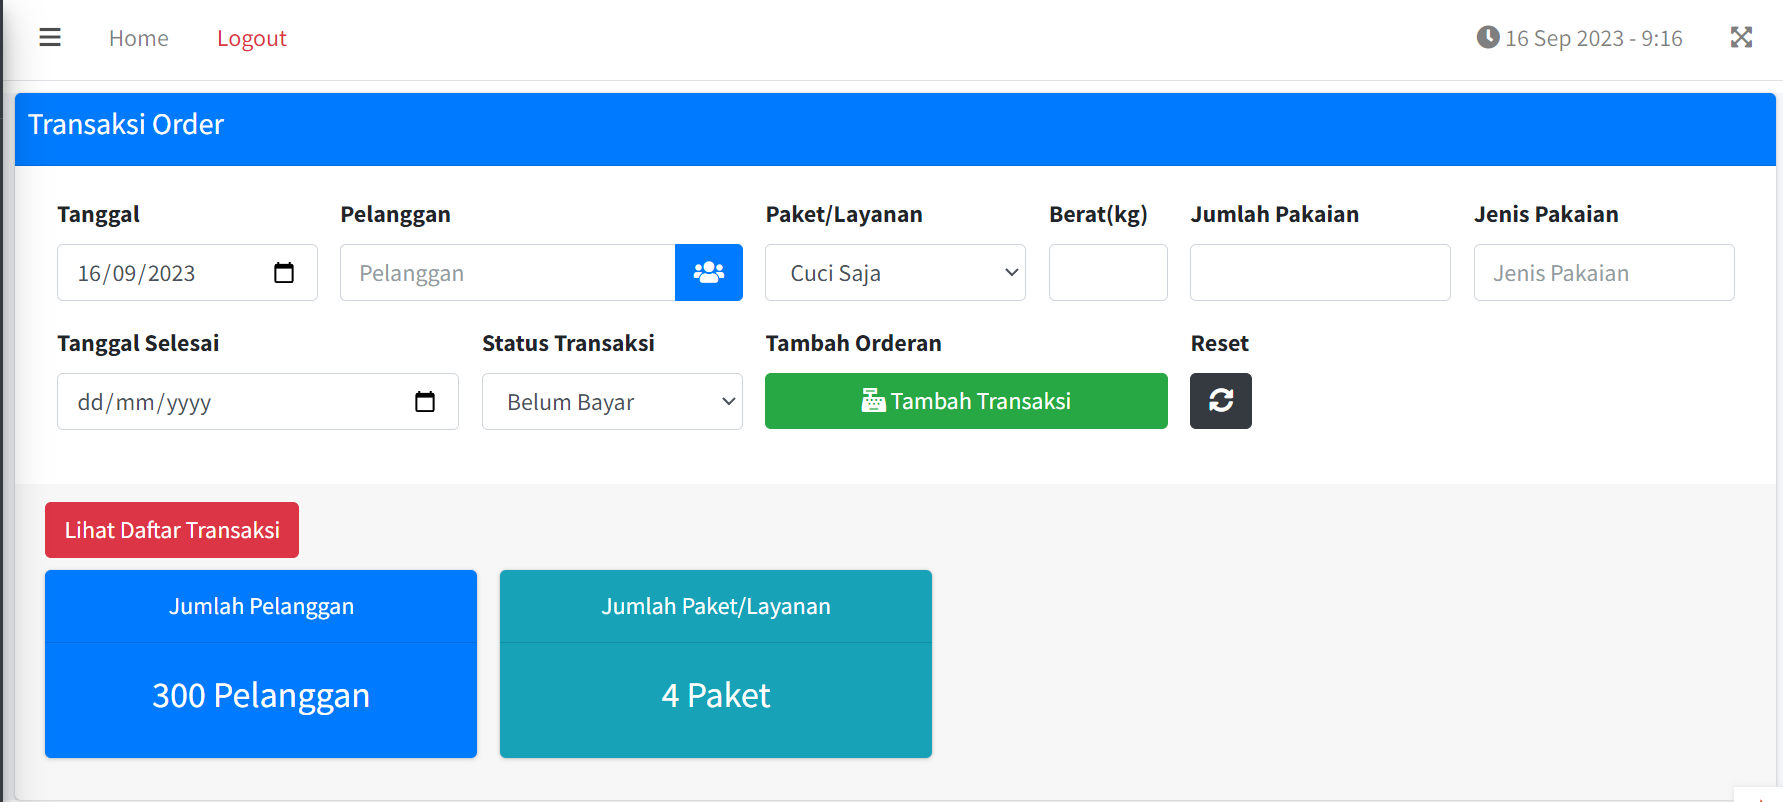 Home
Logout
16 Sep 2023 - 9:16
Transaksi Order
Tanggal
Pelanggan
Paket/Layanan
Berat(kg)
Jumlah Pakaian
Jenis Pakaian
16/09/2023
Pelanggan
Cuci Saja
Jenis Pakaian
Tanggal Selesai
Status Transaksi
Tambah Orderan
Reset
dd/mm/yyyy
Belum Bayar
Tambah Transaksi
Lihat Daftar Transaksi
Jumlah Pelanggan
Jumlah Paket/Layanan
300 Pelanggan
4 Paket